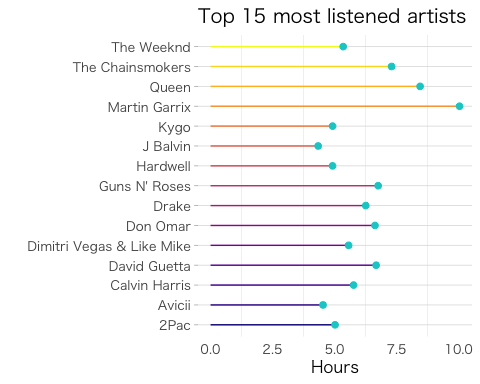 Top 15 most listened artists
The Weeknd
The Chainsmokers
Queen
Martin Garrix
Kygo
J Balvin
Hardwell
Guns N' Roses
Drake
Don Omar
Dimitri Vegas & Like Mike
David Guetta
Calvin Harris
Avicii
2Pac
0.0 2.5 5.0 7.5 10.0
Hours